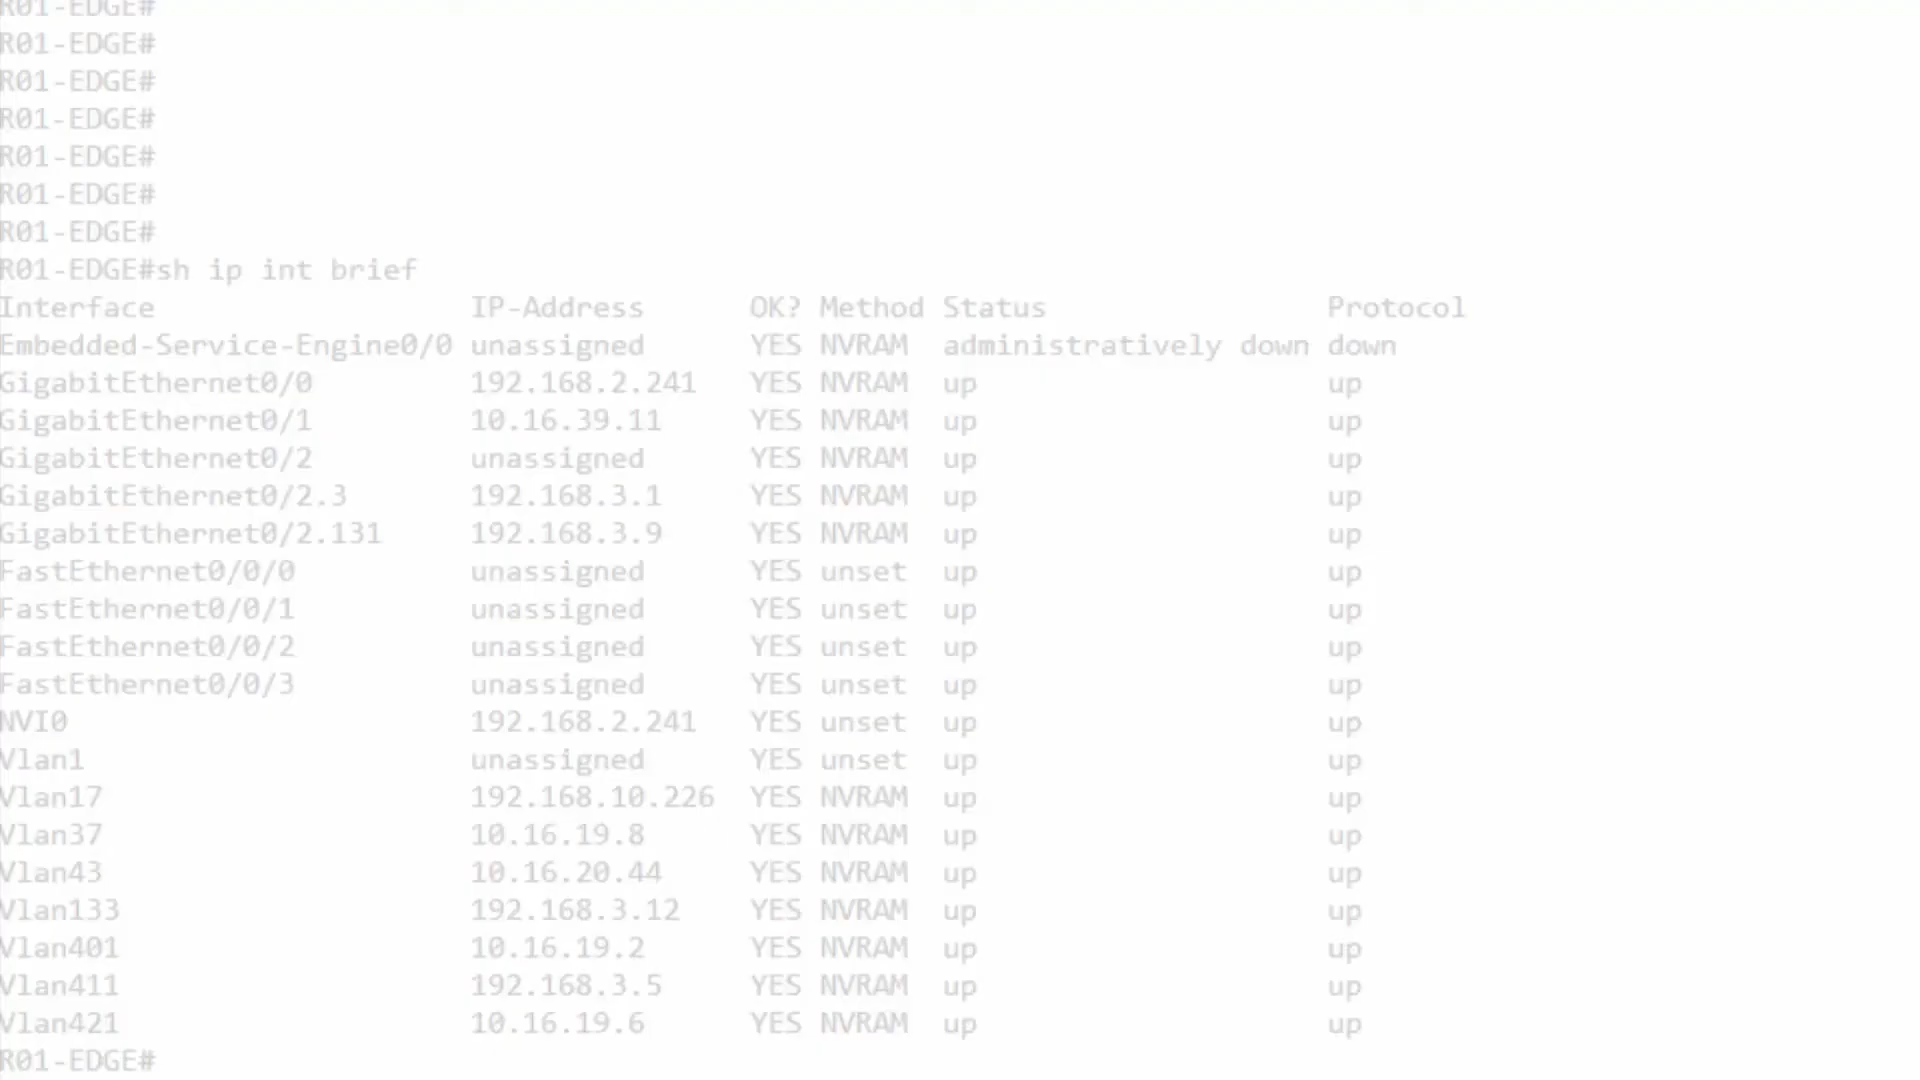 R01-EDGE#
R01-EDGE#
R01-EDGE#
R01-EDGE#
R01-EDGE#
R01-EDGE#
R01-EDGE#
R01-EDGE#sh ip int brief
Interface IP-Address OK? Method Status Protocol
Embedded-Service-Engine0/0 unassigned YES NVRAM administratively down down
GigabitEthernet0/0 192.168.2.241 YES NVRAM up up
GigabitEthernet0/1 10.16.39.11 YES NVRAM up up
GigabitEthernet0/2 unassigned YES NVRAM up up
GigabitEthernet0/2.3 192.168.3.1 YES NVRAM up up
GigabitEthernet0/2.131 192.168.3.9 YES NVRAM up up
FastEthernet0/0/0 unassigned YES unset up up
FastEthernet0/0/1 unassigned YES unset up up
FastEthernet0/0/2 unassigned YES unset up up
FastEthernet0/0/3 unassigned YES unset up up
NVI0 192.168.2.241 YES unset up up
Vlan1 unassigned YES unset up up
Vlan17 192.168.10.226 YES NVRAM up up
Vlan37 10.16.19.8 YES NVRAM up up
Vlan43 10.16.20.44 YES NVRAM up up
Vlan133 192.168.3.12 YES NVRAM up up
Vlan401 10.16.19.2 YES NVRAM up up
Vlan411 192.168.3.5 YES NVRAM up up
Vlan421 10.16.19.6 YES NVRAM up up
R01-EDGE#